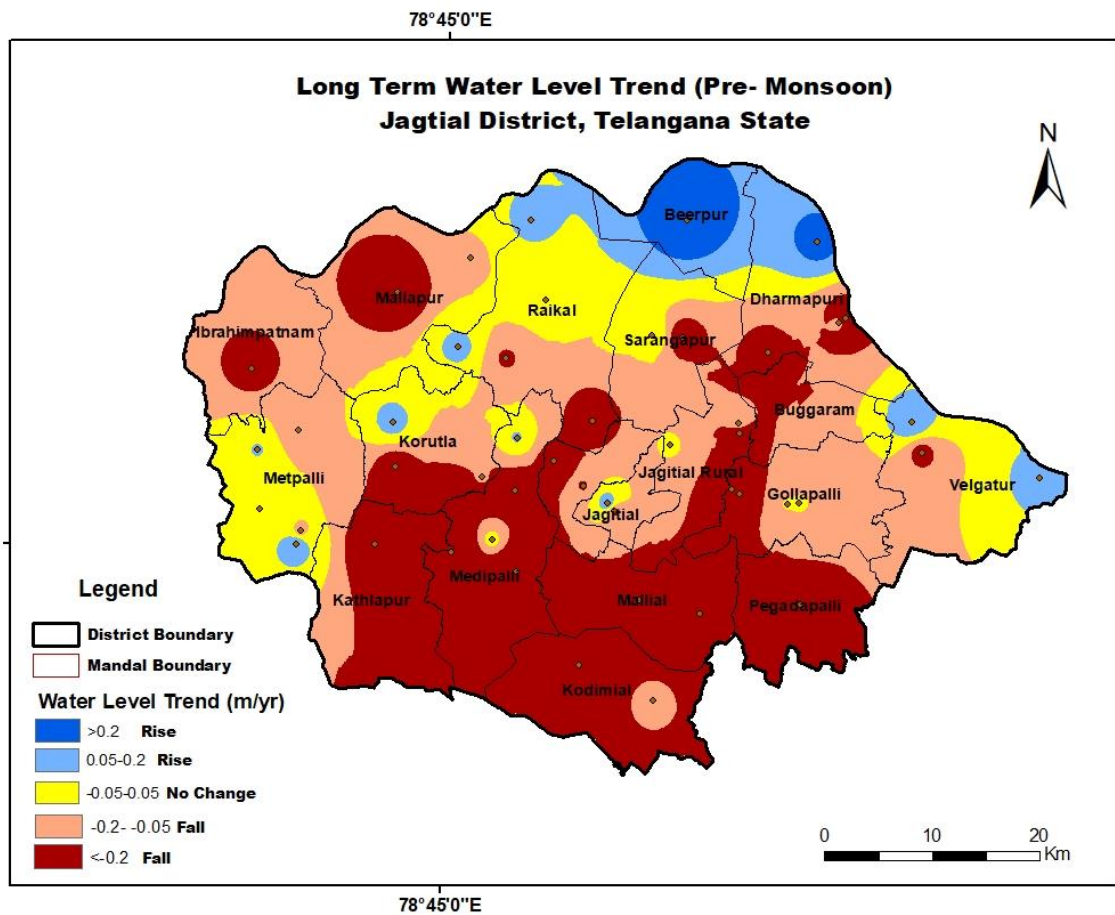 78°45'0"E
Long Term Water Level Trend (Pre- Monsoon)
Jagtial District, Telangana State
N
Beerpur
Mallapur
Raikal
Dharmapuri
Ibrahimpatnam
Sarangapur
Buggaram
Korutla
Metpalli
Jagitial Rural
Gollapalli
Velgatur
Jagitial
Medipalli
Kathlapur
Mallial
Pegadapalli
Kodimial
Legend
District Boundary
Mandal Boundary
Water Level Trend (m/yr)
>0.2 Rise
0.05-0.2 Rise
-0.05-0.05 No Change
-0.2- -0.05 Fall
<-0.2 Fall
0 10 20
Km
78°45'0"E